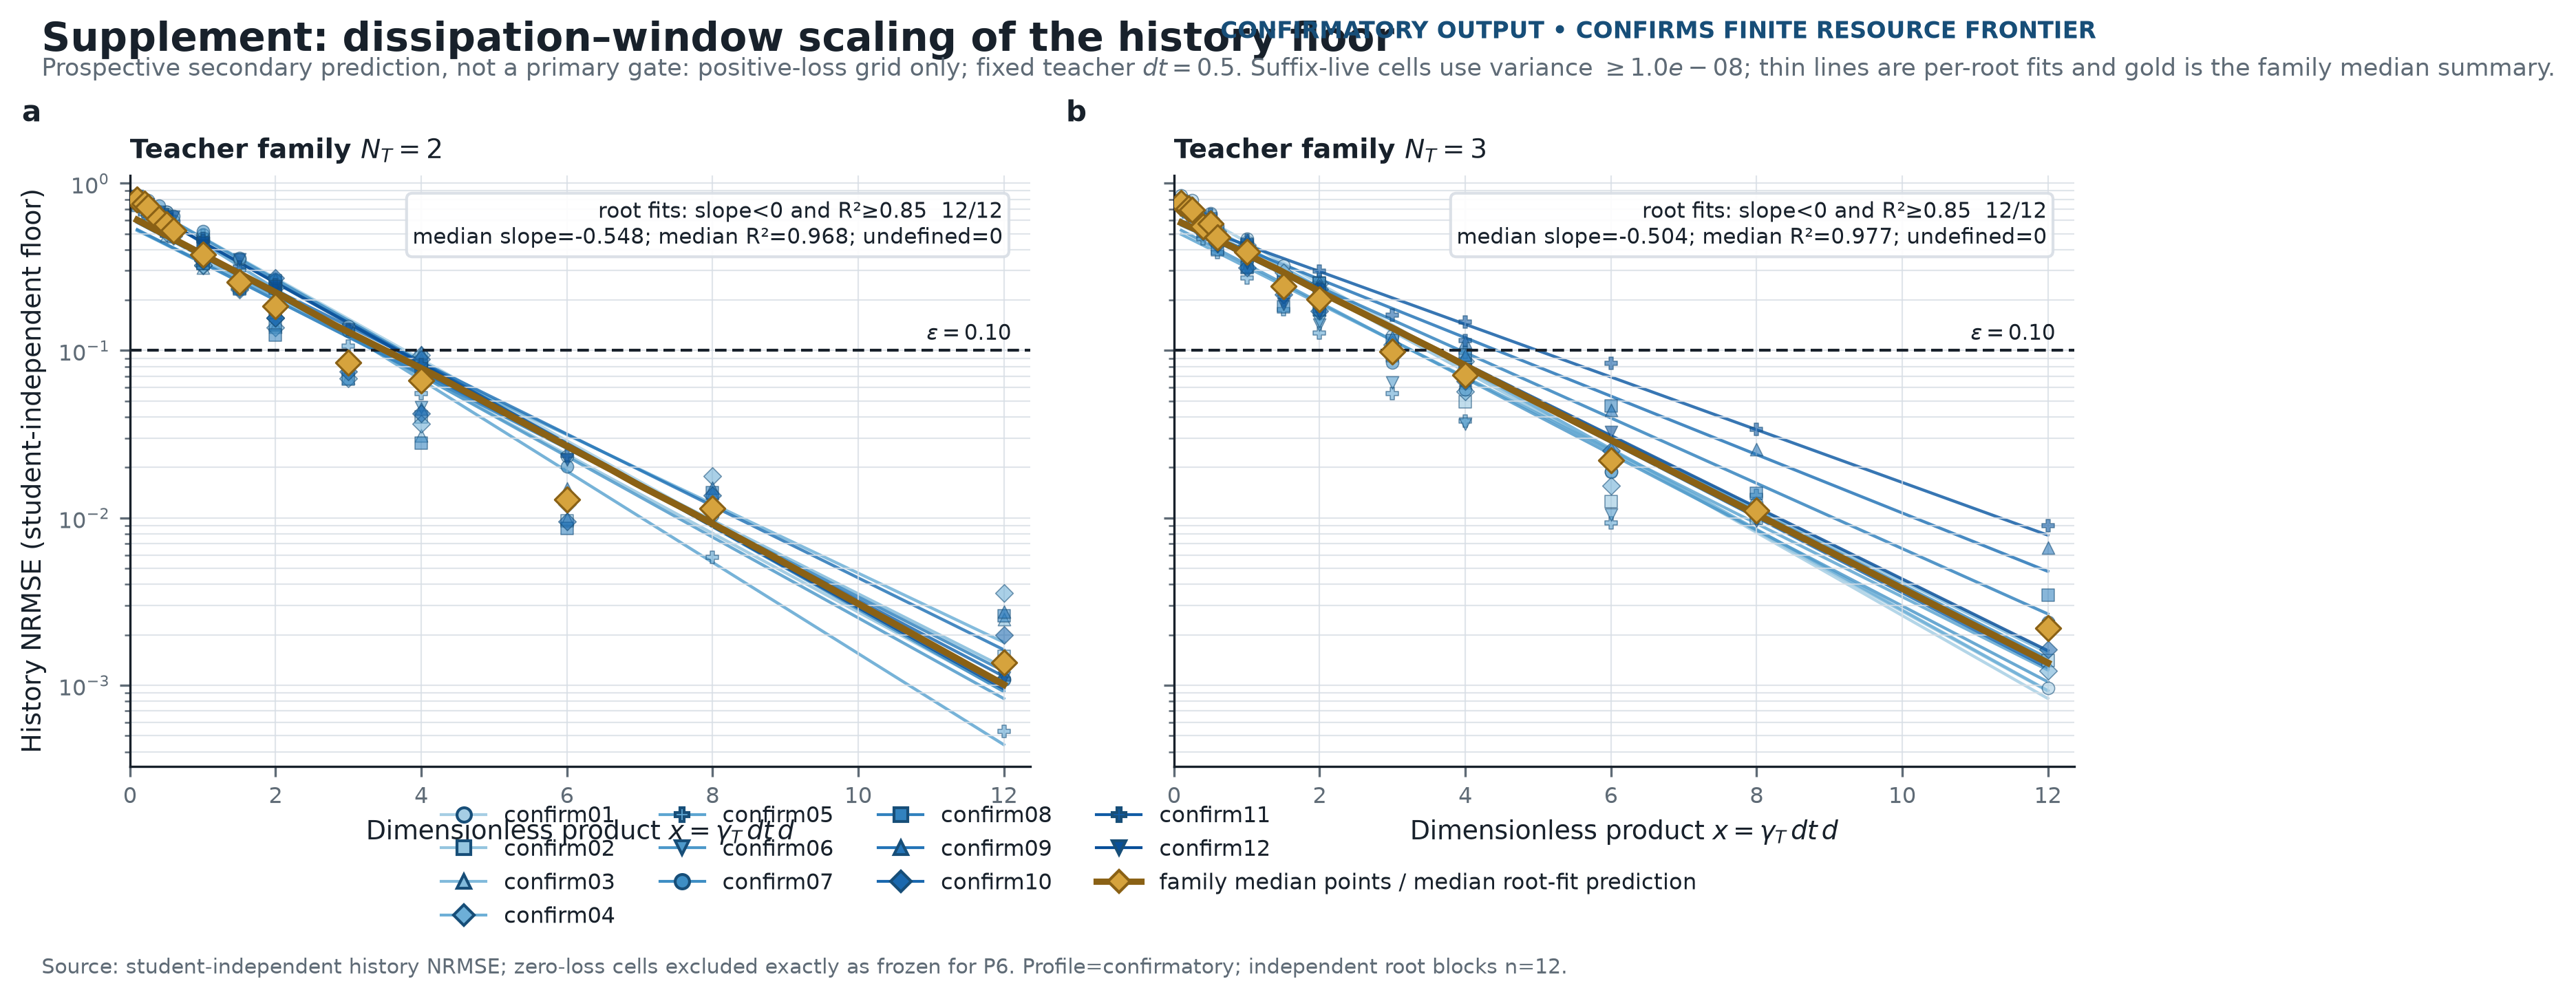 Supplement: dissipation–window scaling of the history floor
CONFIRMATORY OUTPUT • CONFIRMS FINITE RESOURCE FRONTIER
Prospective secondary prediction, not a primary gate: positive-loss grid only; fixed teacher dt = 0.5. Suffix-live cells use variance ≥ 1.0e − 08; thin lines are per-root fits and gold is the family median summary.
a
Teacher family N_T = 2
root fits: slope<0 and R²≥0.85 12/12
median slope=-0.548; median R²=0.968; undefined=0
ε = 0.10
History NRMSE (student-independent floor)
10⁰
10⁻¹
10⁻²
10⁻³
0 2 4 6 8 10 12
Dimensionless product x = γ_T dt d
b
Teacher family N_T = 3
root fits: slope<0 and R²≥0.85 12/12
median slope=-0.504; median R²=0.977; undefined=0
ε = 0.10
0 2 4 6 8 10 12
Dimensionless product x = γ_T dt d
confirm01
confirm02
confirm03
confirm04
confirm05
confirm06
confirm07
confirm08
confirm09
confirm10
confirm11
confirm12
family median points / median root-fit prediction
Source: student-independent history NRMSE; zero-loss cells excluded exactly as frozen for P6. Profile=confirmatory; independent root blocks n=12.